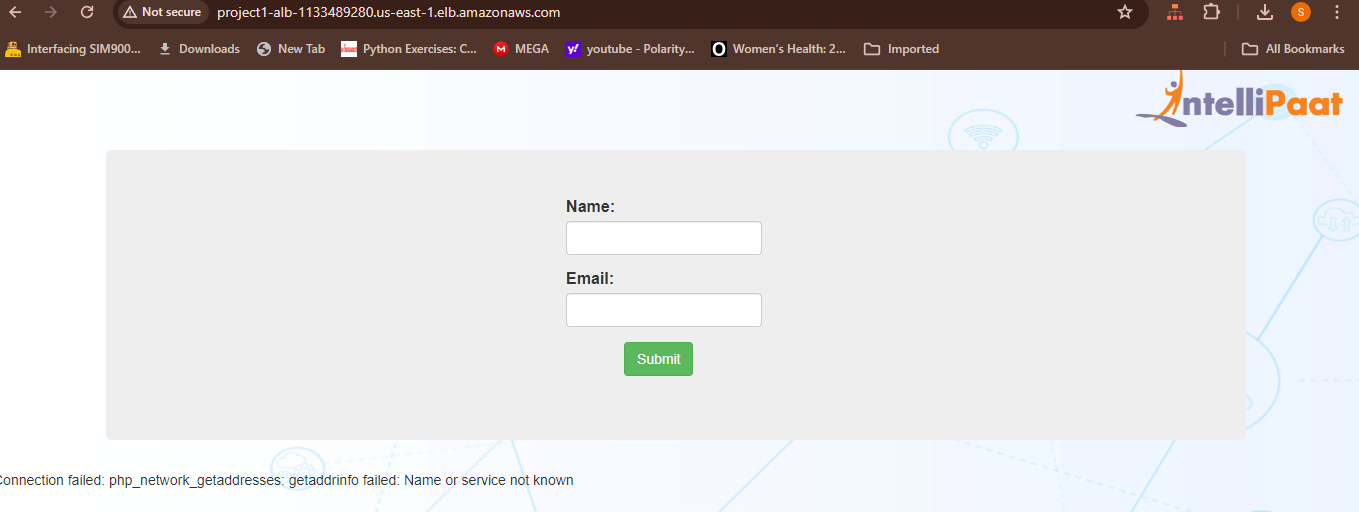 Not secure project1-alb-1133489280.us-east-1.elb.amazonaws.com S
Interfacing SIM900... Downloads New Tab Python Exercises: C... M MEGA y! youtube - Polarity... O Women's Health: 2... Imported All Bookmarks
IntelliPaat
Name:
Email:
Submit
Connection failed: php_network_getaddresses: getaddrinfo failed: Name or service not known